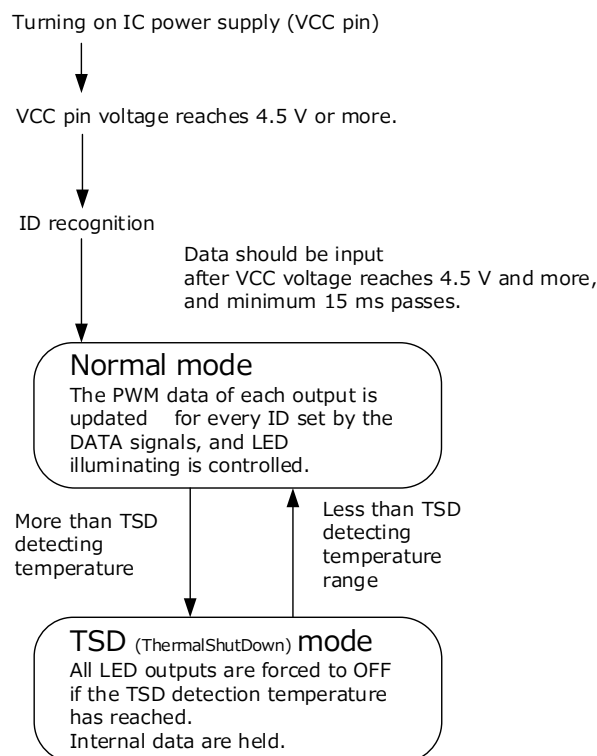 Turning on IC power supply (VCC pin)
VCC pin voltage reaches 4.5 V or more.
ID recognition
Data should be input
after VCC voltage reaches 4.5 V and more,
and minimum 15 ms passes.
Normal mode
The PWM data of each output is
updated for every ID set by the
DATA signals, and LED
illuminating is controlled.
More than TSD
detecting
temperature
Less than TSD
detecting
temperature
range
TSD (ThermalShutDown) mode
All LED outputs are forced to OFF
if the TSD detection temperature
has reached.
Internal data are held.